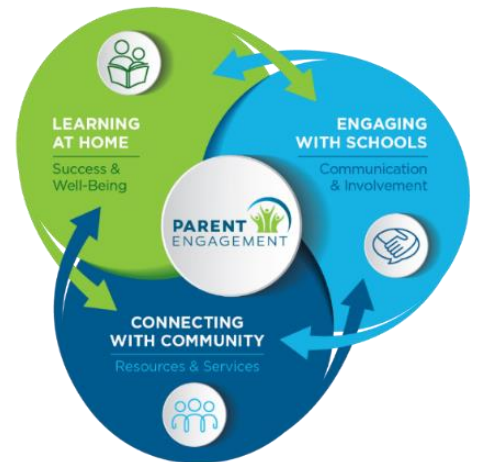 LEARNING
AT HOME
Success &
Well-Being
ENGAGING
WITH SCHOOLS
Communication
& Involvement
PARENT
ENGAGEMENT
CONNECTING
WITH COMMUNITY
Resources & Services